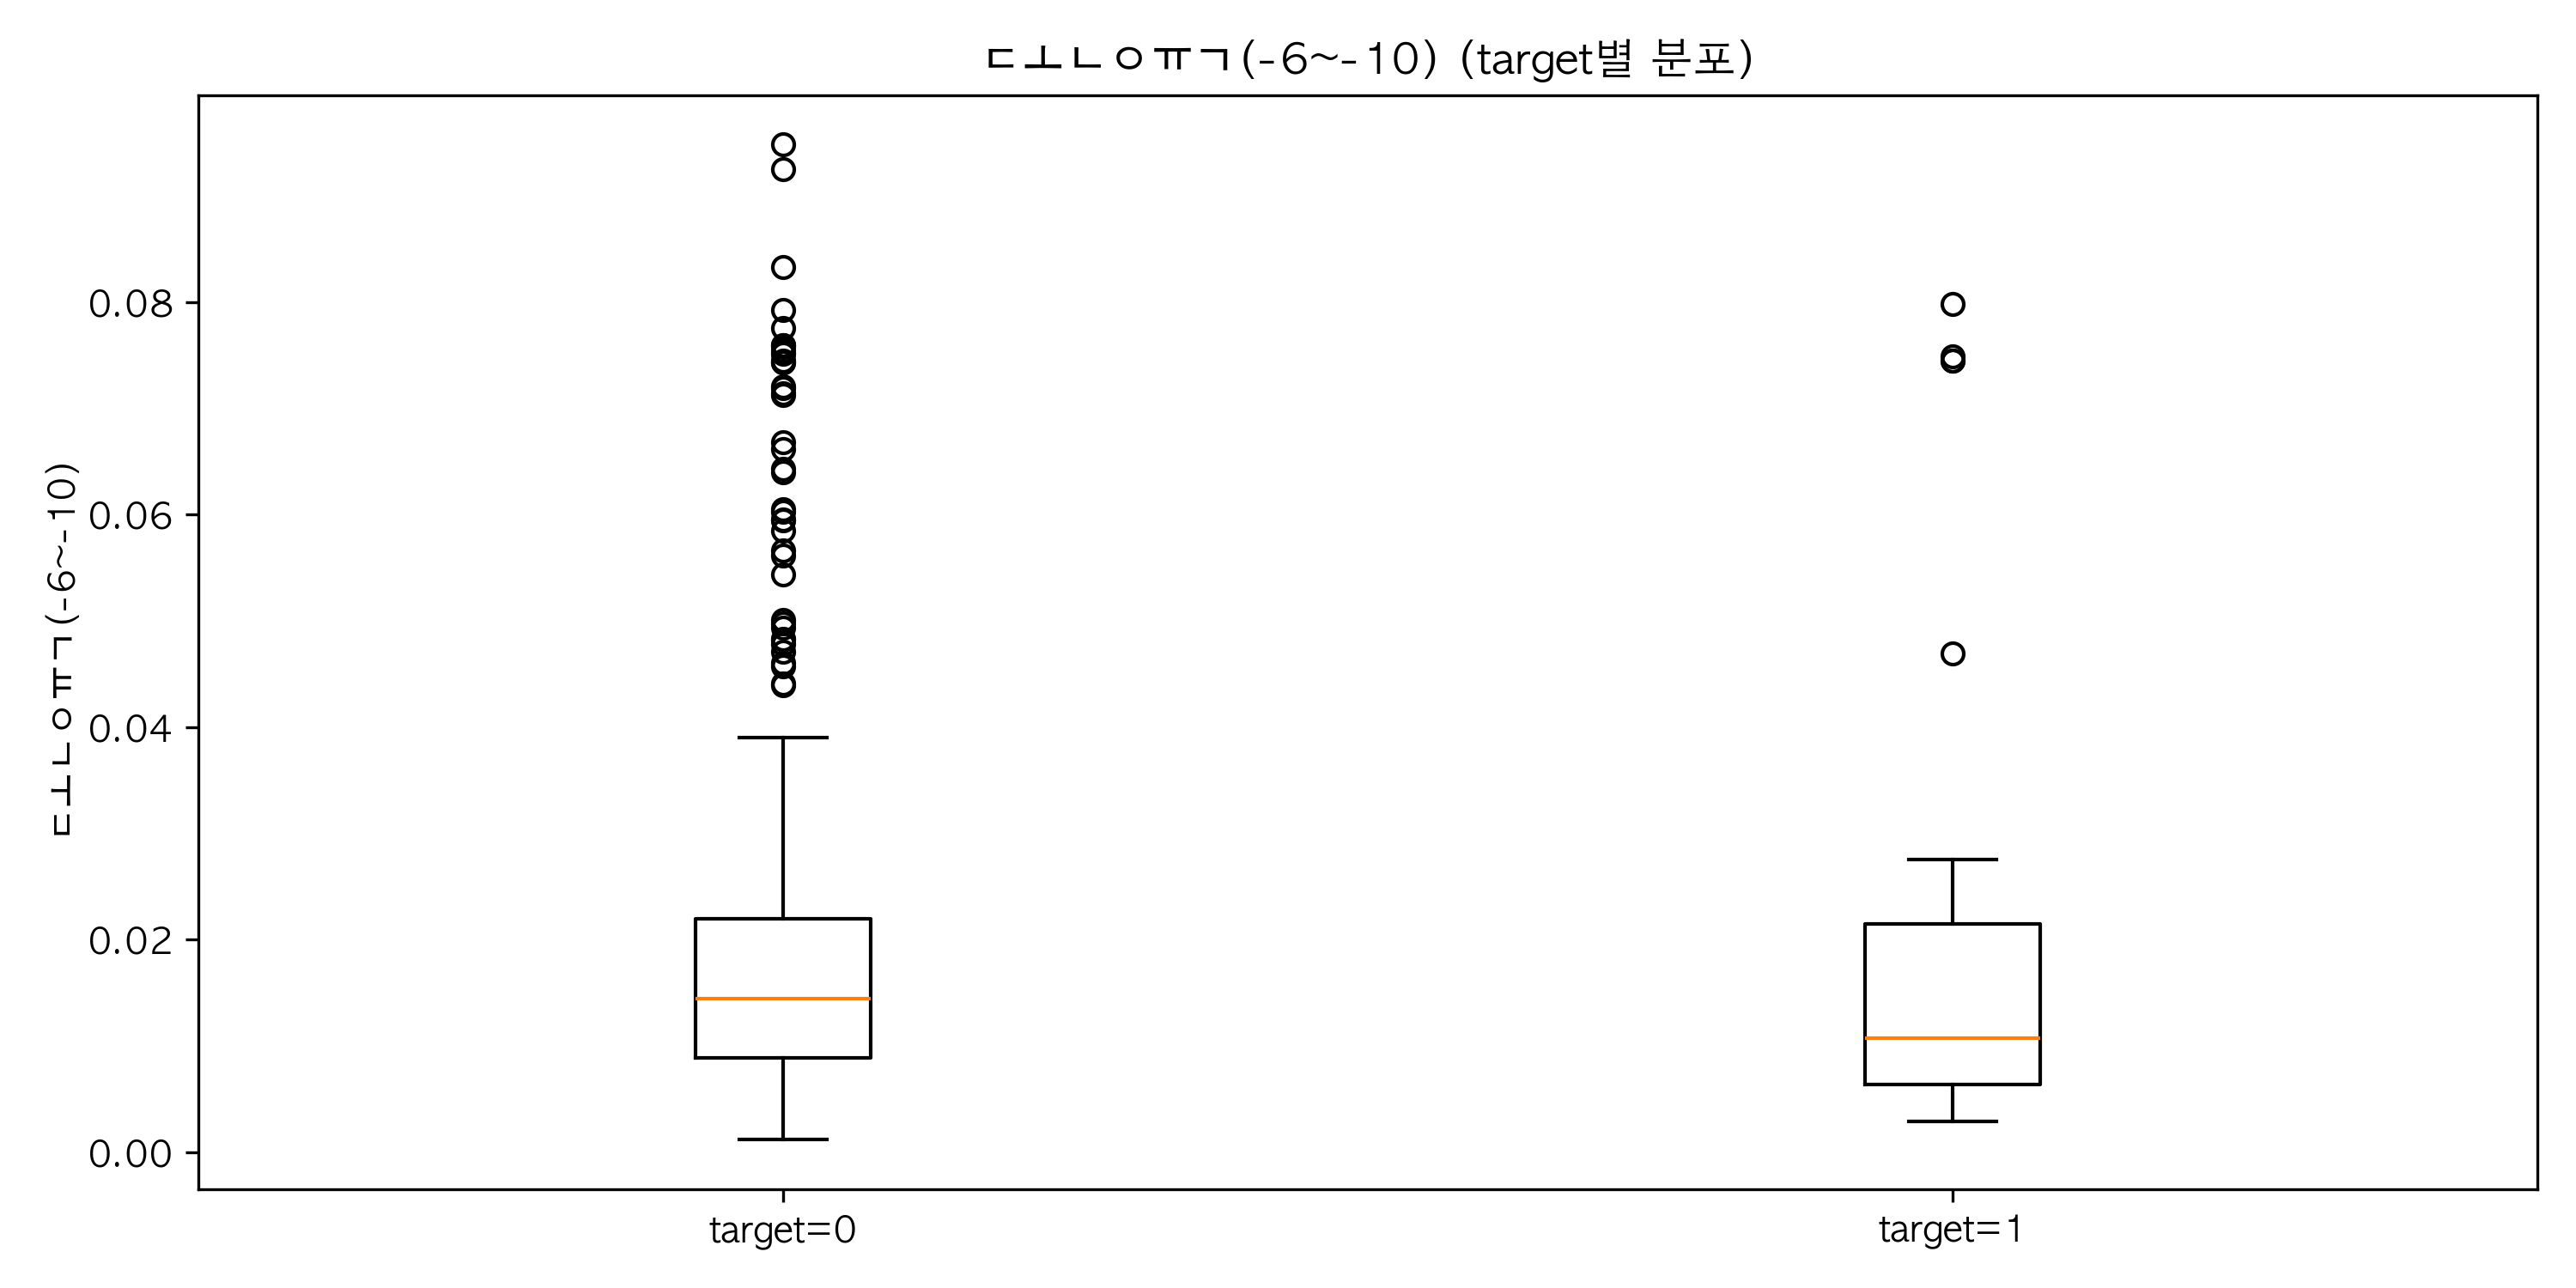 ㄷㅗㄴㅇㅠㄱ(-6~-10) (target별 분포)
ㄷㅗㄴㅇㅠㄱ(-6~-10)
0.08
0.06
0.04
0.02
0.00
target=0
target=1